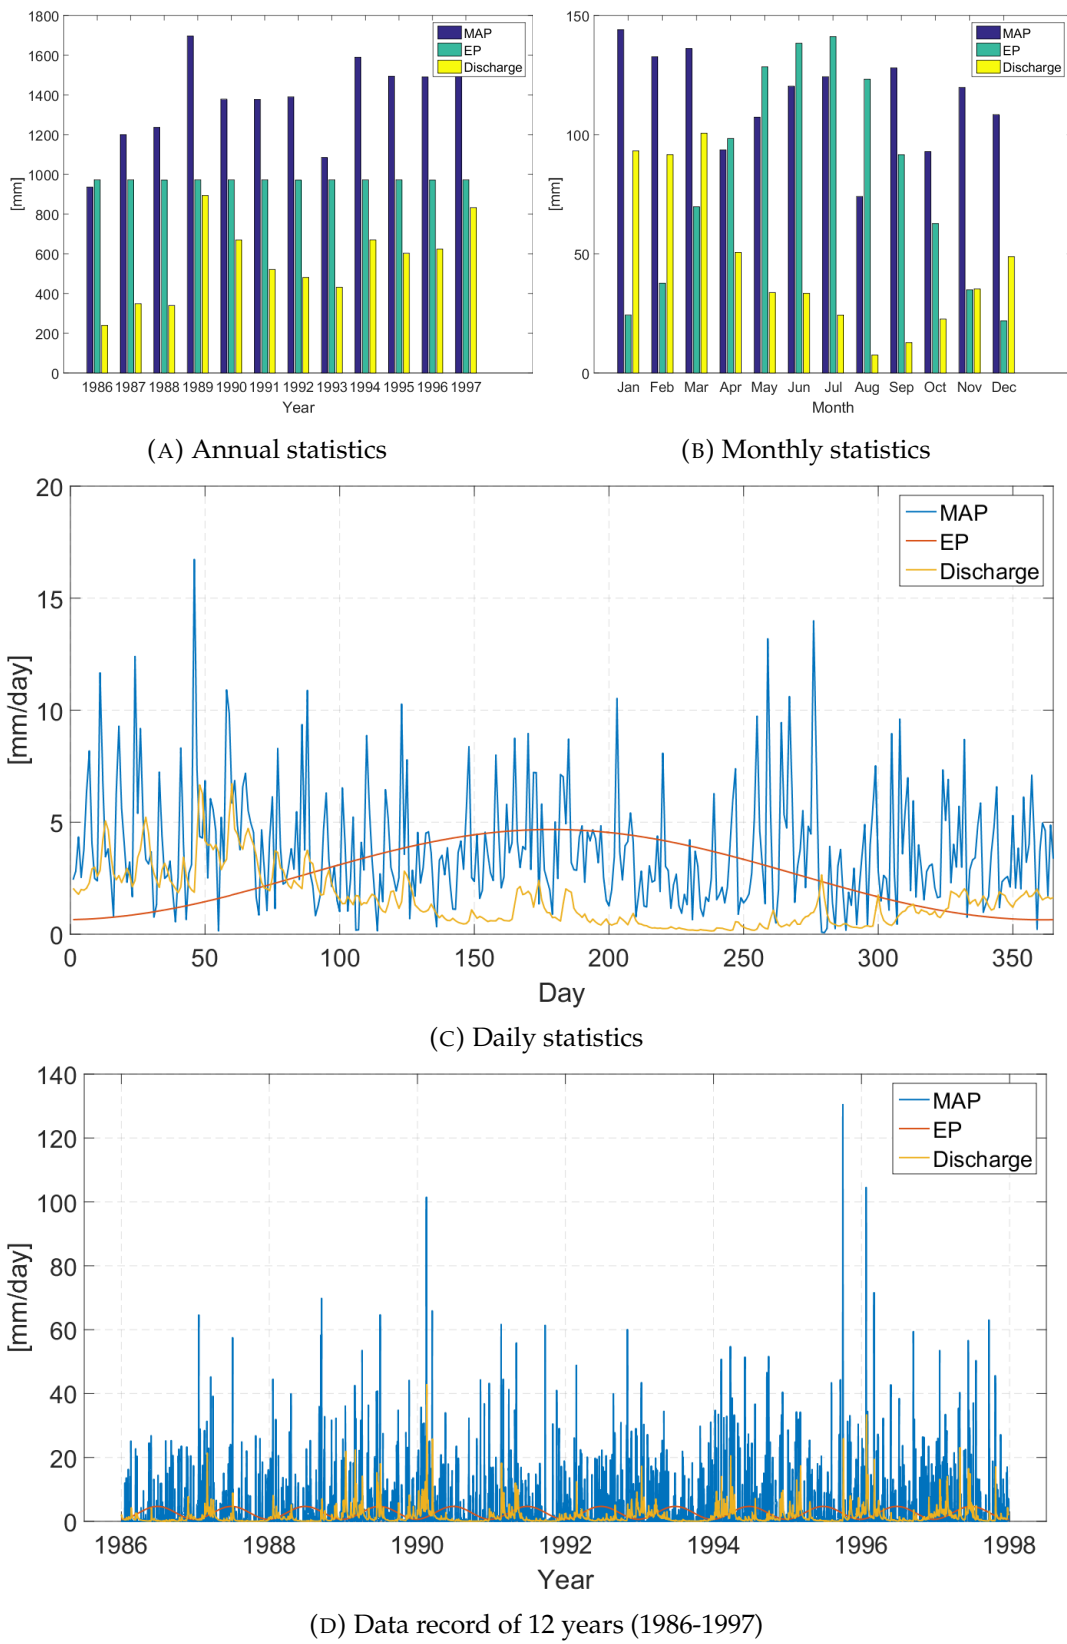 1800
1600
1400
1200
1000
800
600
400
200
0
[mm]
MAP
EP
Discharge
1986 1987 1988 1989 1990 1991 1992 1993 1994 1995 1996 1997
Year
(A) Annual statistics
150
100
50
0
[mm]
MAP
EP
Discharge
Jan Feb Mar Apr May Jun Jul Aug Sep Oct Nov Dec
Month
(B) Monthly statistics
20
15
10
5
0
[mm/day]
MAP
EP
Discharge
0 50 100 150 200 250 300 350
Day
(C) Daily statistics
140
120
100
80
60
40
20
0
[mm/day]
MAP
EP
Discharge
1986 1988 1990 1992 1994 1996 1998
Year
(D) Data record of 12 years (1986-1997)